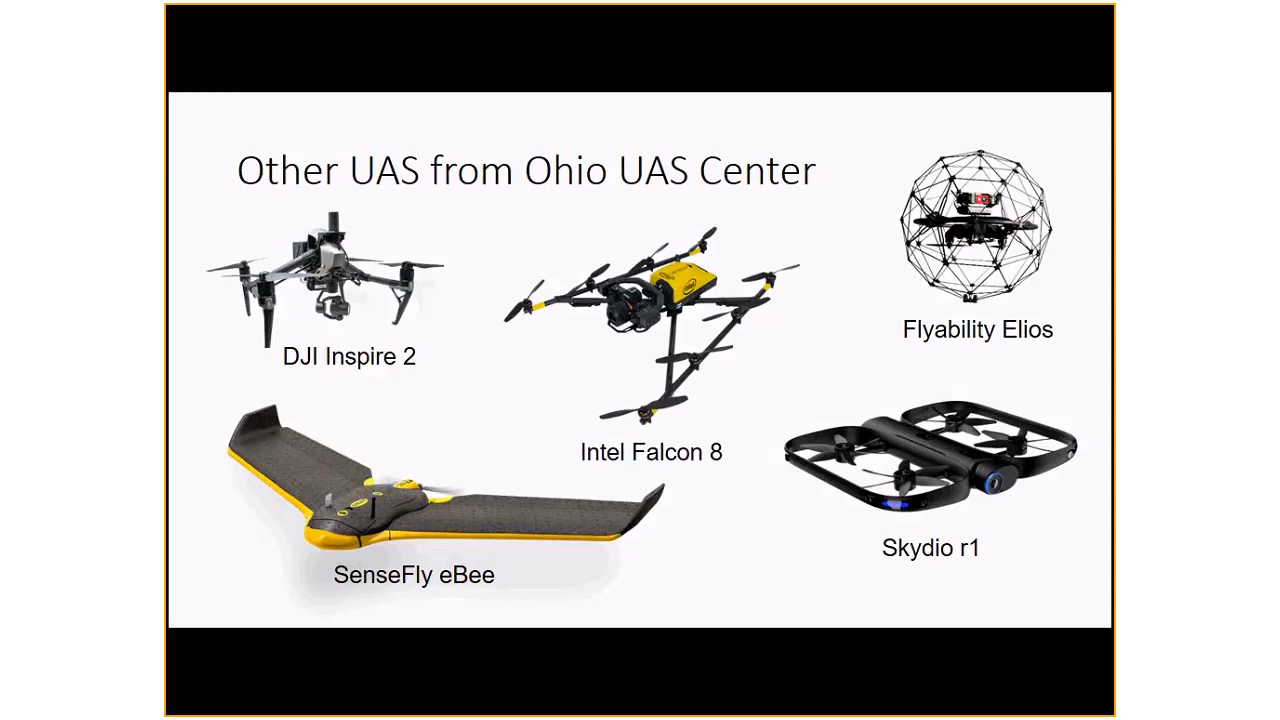 Other UAS from Ohio UAS Center
DJI Inspire 2
Intel Falcon 8
Flyability Elios
SenseFly eBee
Skydio r1